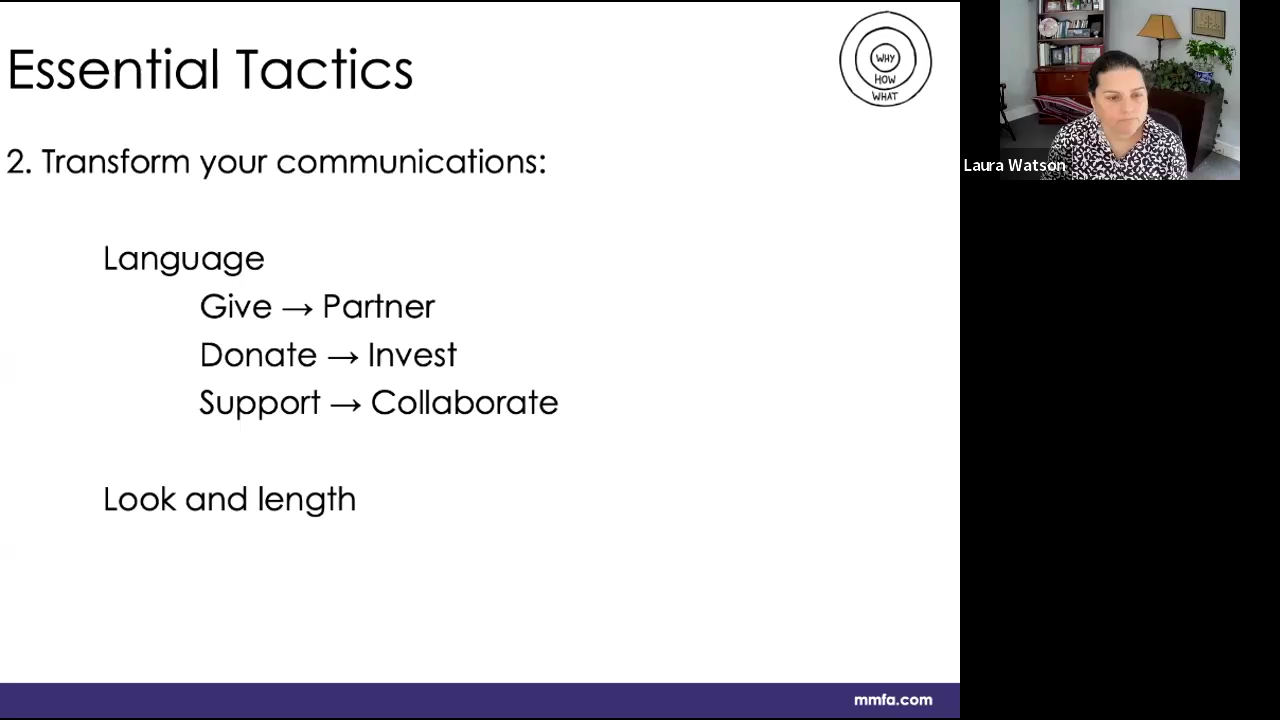 Essential Tactics
WHY
HOW
WHAT
2. Transform your communications:
Language
Give → Partner
Donate → Invest
Support → Collaborate
Look and length
mmfa.com
Laura Watson